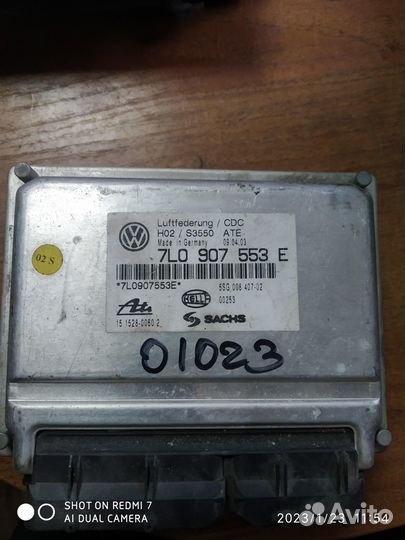 02 S
Luftfederung / CDC
H02 / S3550 ATE
Made in Germany 09.04.03
7L0 907 553 E
*7L0907553E*
5SG 008 407-02
00253
Ate
HELLA
SACHS
15.1528-0060.2
01023
SHOT ON REDMI 7
AI DUAL CAMERA
2023/1/23 11:54
Avito